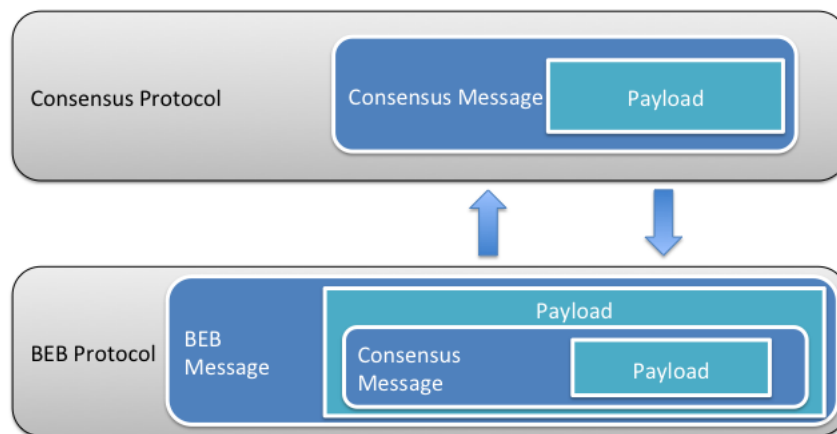 Consensus Protocol
Consensus Message
Payload
Payload
BEB Protocol
BEB
Message
Consensus
Message
Payload